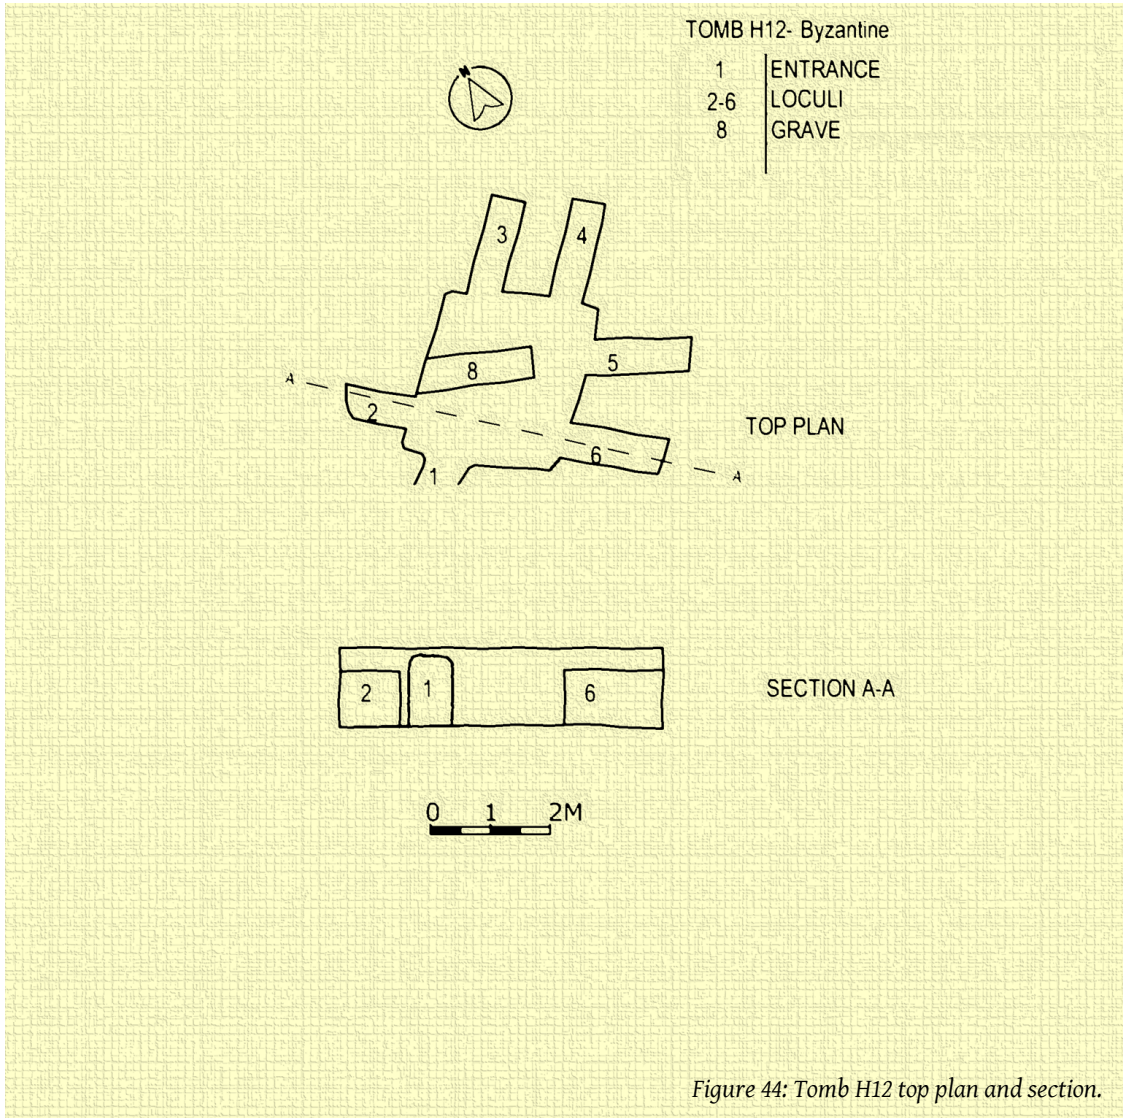 TOMB H12- Byzantine
1 ENTRANCE
2-6 LOCULI
8 GRAVE
N
3
4
5
8
A
2
TOP PLAN
6
1
A
2
1
6
SECTION A-A
0 1 2M
Figure 44: Tomb H12 top plan and section.